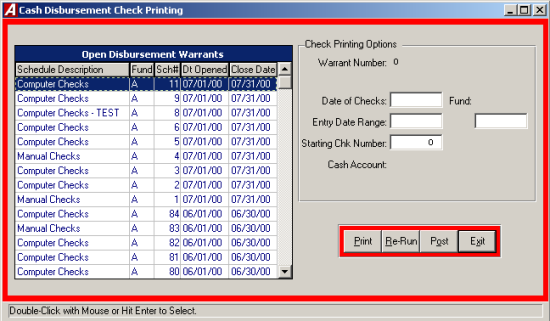 Cash Disbursement Check Printing
Open Disbursement Warrants
Schedule Description Fund Sch# Dt Opened Close Date
Computer Checks A 11 07/01/00 07/31/00
Computer Checks A 9 07/01/00 07/31/00
Computer Checks - TEST A 8 07/01/00 07/31/00
Computer Checks A 6 07/01/00 07/31/00
Computer Checks A 5 07/01/00 07/31/00
Manual Checks A 4 07/01/00 07/31/00
Computer Checks A 3 07/01/00 07/31/00
Computer Checks A 2 07/01/00 07/31/00
Manual Checks A 1 07/01/00 07/31/00
Computer Checks A 84 06/01/00 06/30/00
Manual Checks A 83 06/01/00 06/30/00
Computer Checks A 82 06/01/00 06/30/00
Computer Checks A 81 06/01/00 06/30/00
Computer Checks A 80 06/01/00 06/30/00
Check Printing Options
Warrant Number: 0
Date of Checks: Fund:
Entry Date Range:
Starting Chk Number: 0
Cash Account:
Print Re-Run Post Exit
Double-Click with Mouse or Hit Enter to Select.